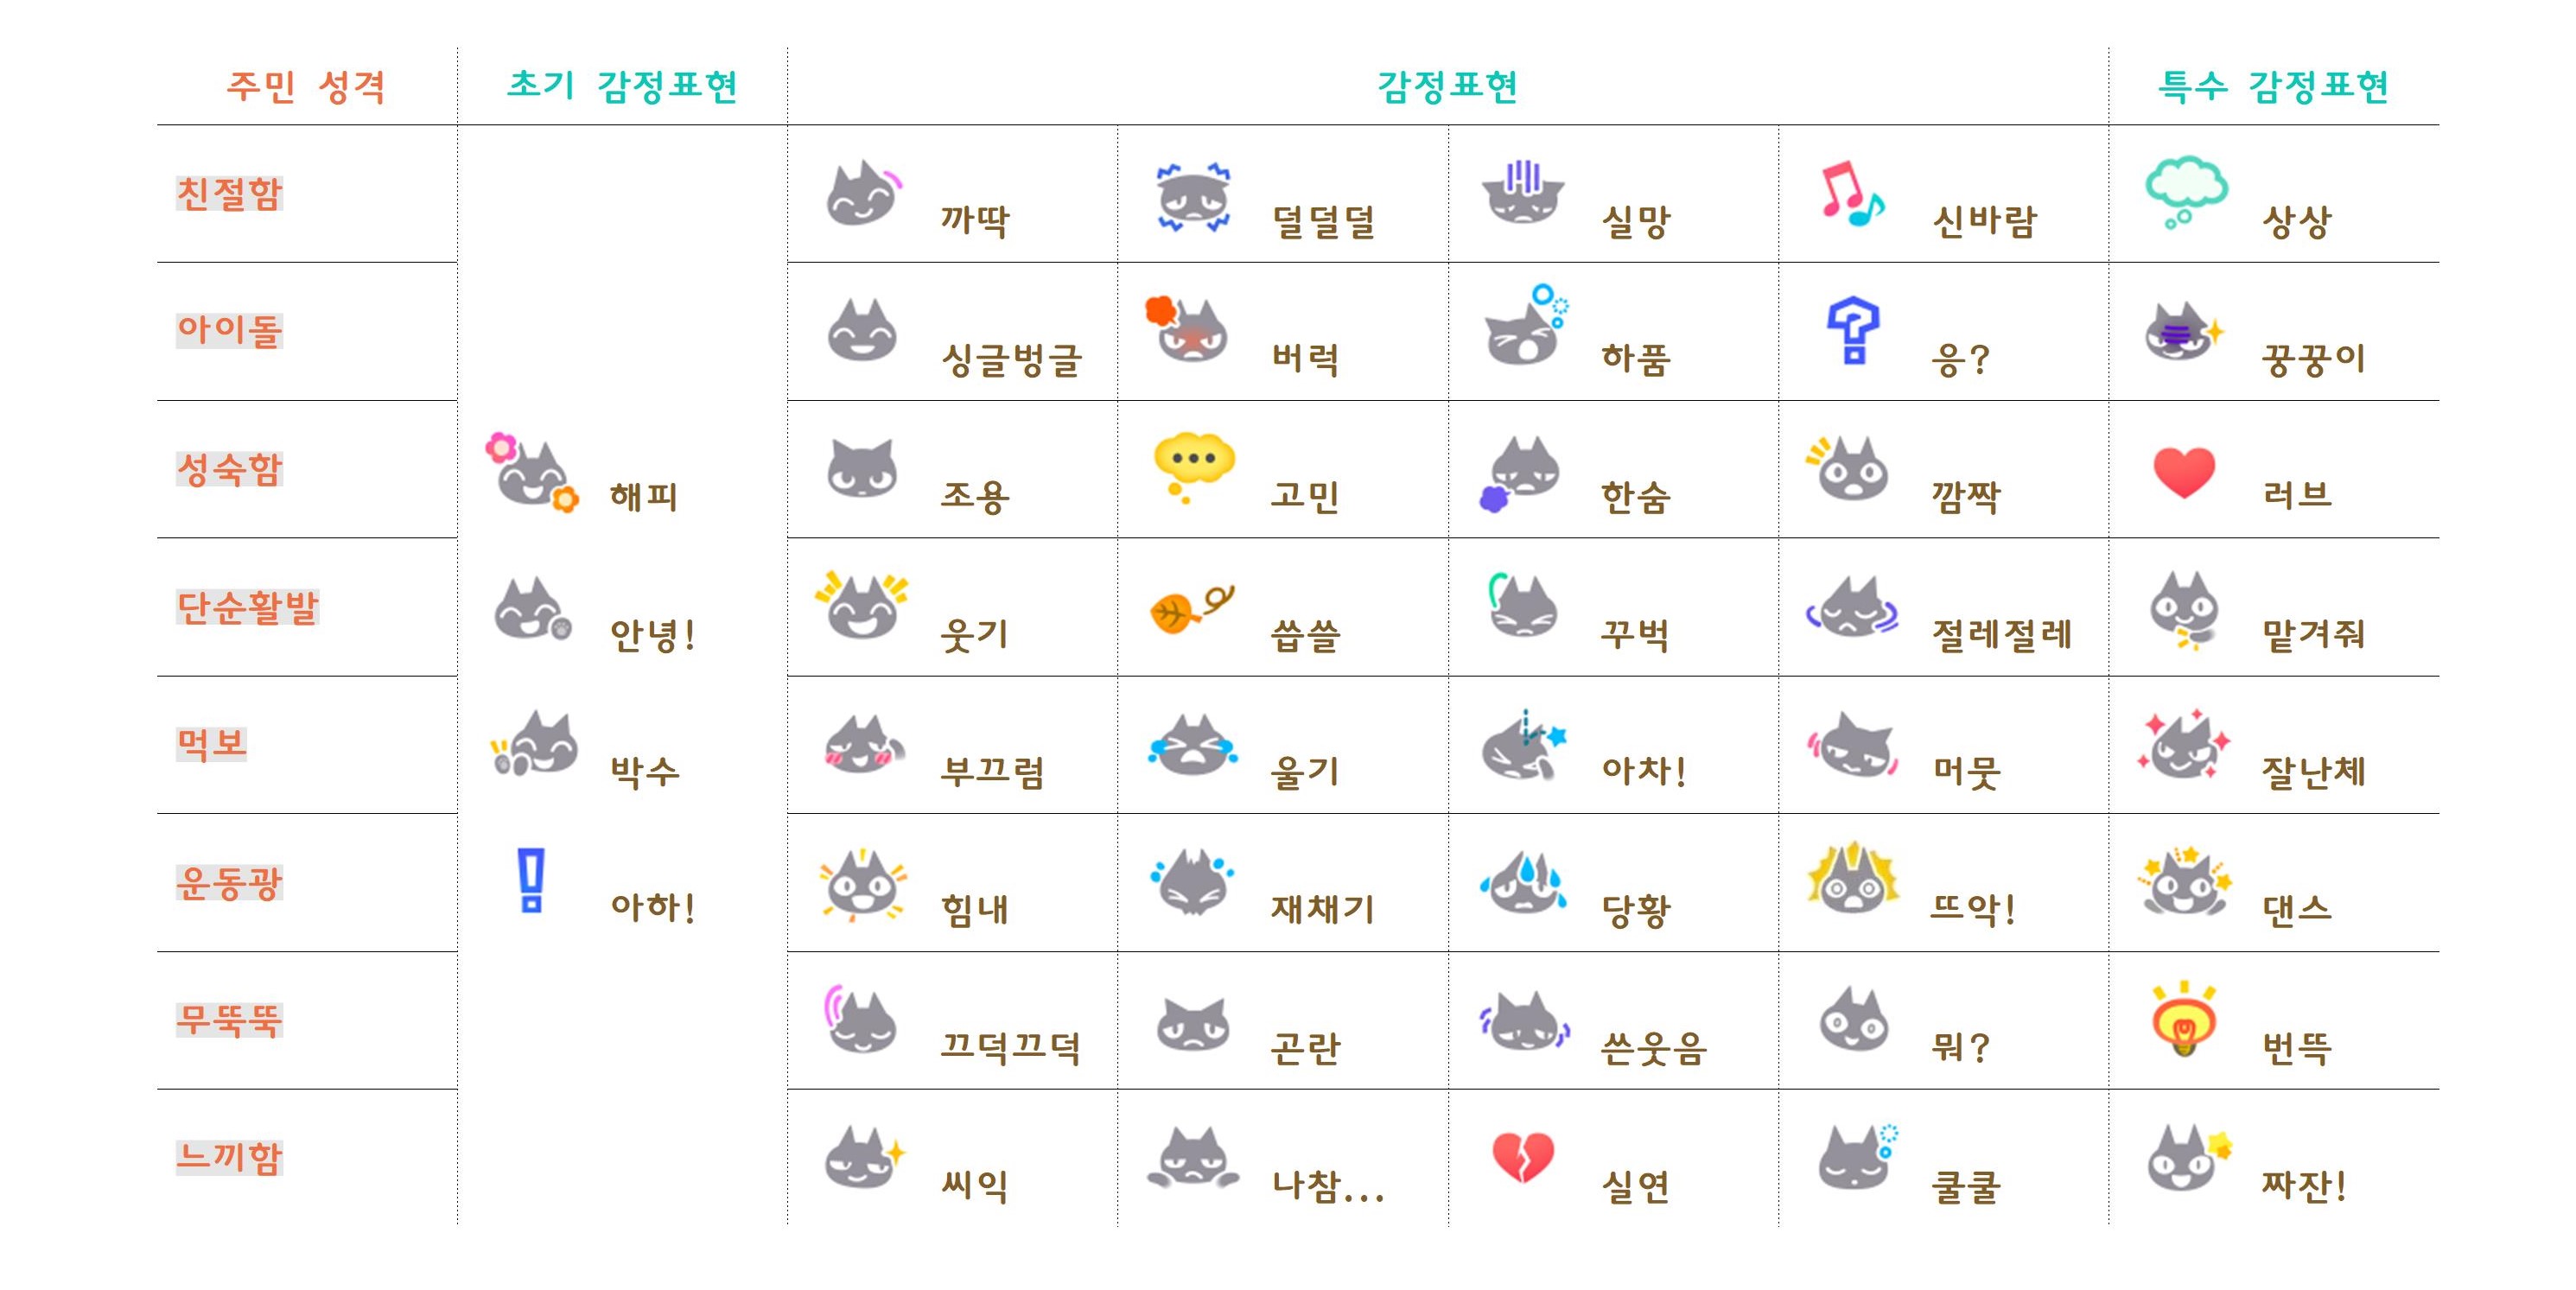 주민 성격 초기 감정표현 감정표현 특수 감정표현
친절함 까딱 덜덜덜 실망 신바람 상상
아이돌 싱글벙글 버럭 하품 응? 꿍꿍이
성숙함 해피 조용 고민 한숨 깜짝 러브
단순활발 안녕! 웃기 씁쓸 꾸벅 절레절레 맡겨줘
먹보 박수 부끄럼 울기 아차! 머뭇 잘난체
운동광 아하! 힘내 재채기 당황 뜨악! 댄스
무뚝뚝 끄덕끄덕 곤란 쓴웃음 뭐? 번뜩
느끼함 씨익 나참... 실연 쿨쿨 짜잔!